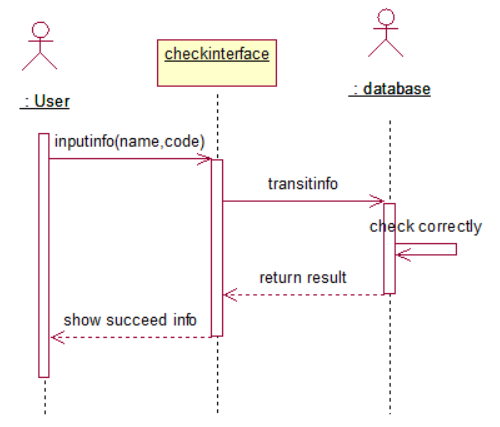 checkinterface
: User
: database
inputinfo(name,code)
transitinfo
check correctly
return result
show succeed info